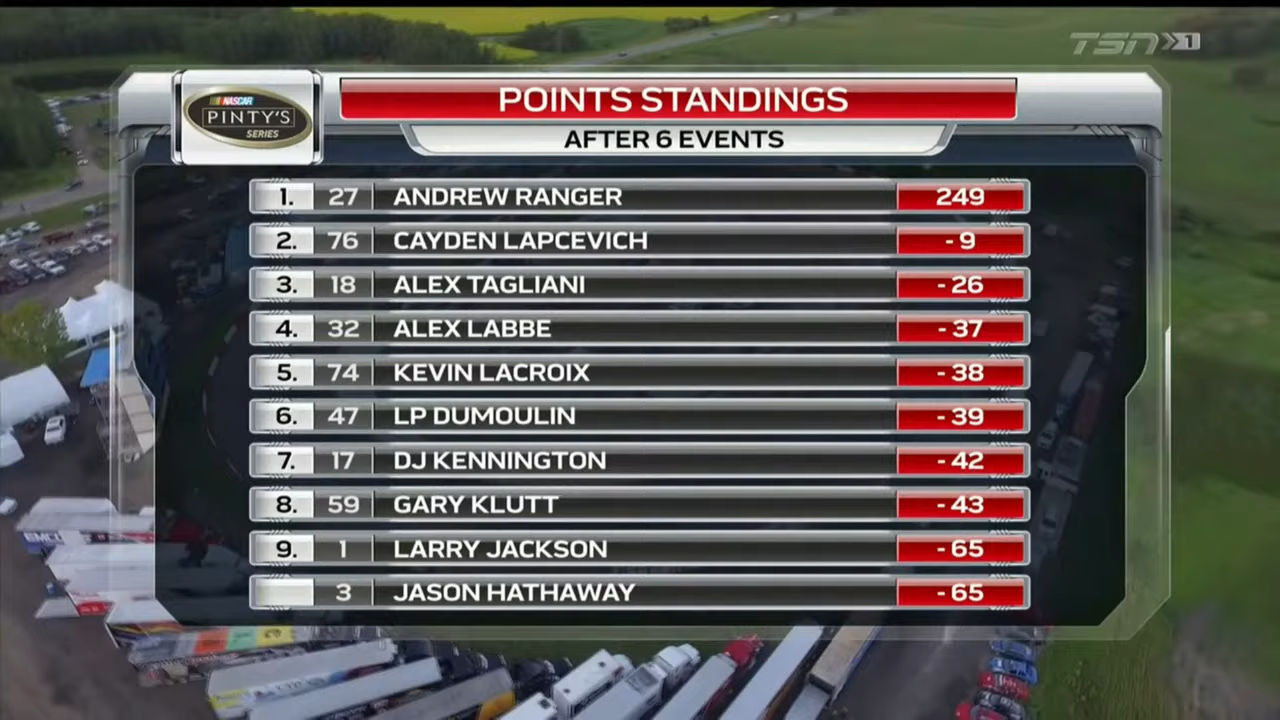 TSN 1
NASCAR
PINTY'S
SERIES
POINTS STANDINGS
AFTER 6 EVENTS
1. 27 ANDREW RANGER 249
2. 76 CAYDEN LAPCEVICH - 9
3. 18 ALEX TAGLIANI - 26
4. 32 ALEX LABBE - 37
5. 74 KEVIN LACROIX - 38
6. 47 LP DUMOULIN - 39
7. 17 DJ KENNINGTON - 42
8. 59 GARY KLUTT - 43
9. 1 LARRY JACKSON - 65
3 JASON HATHAWAY - 65